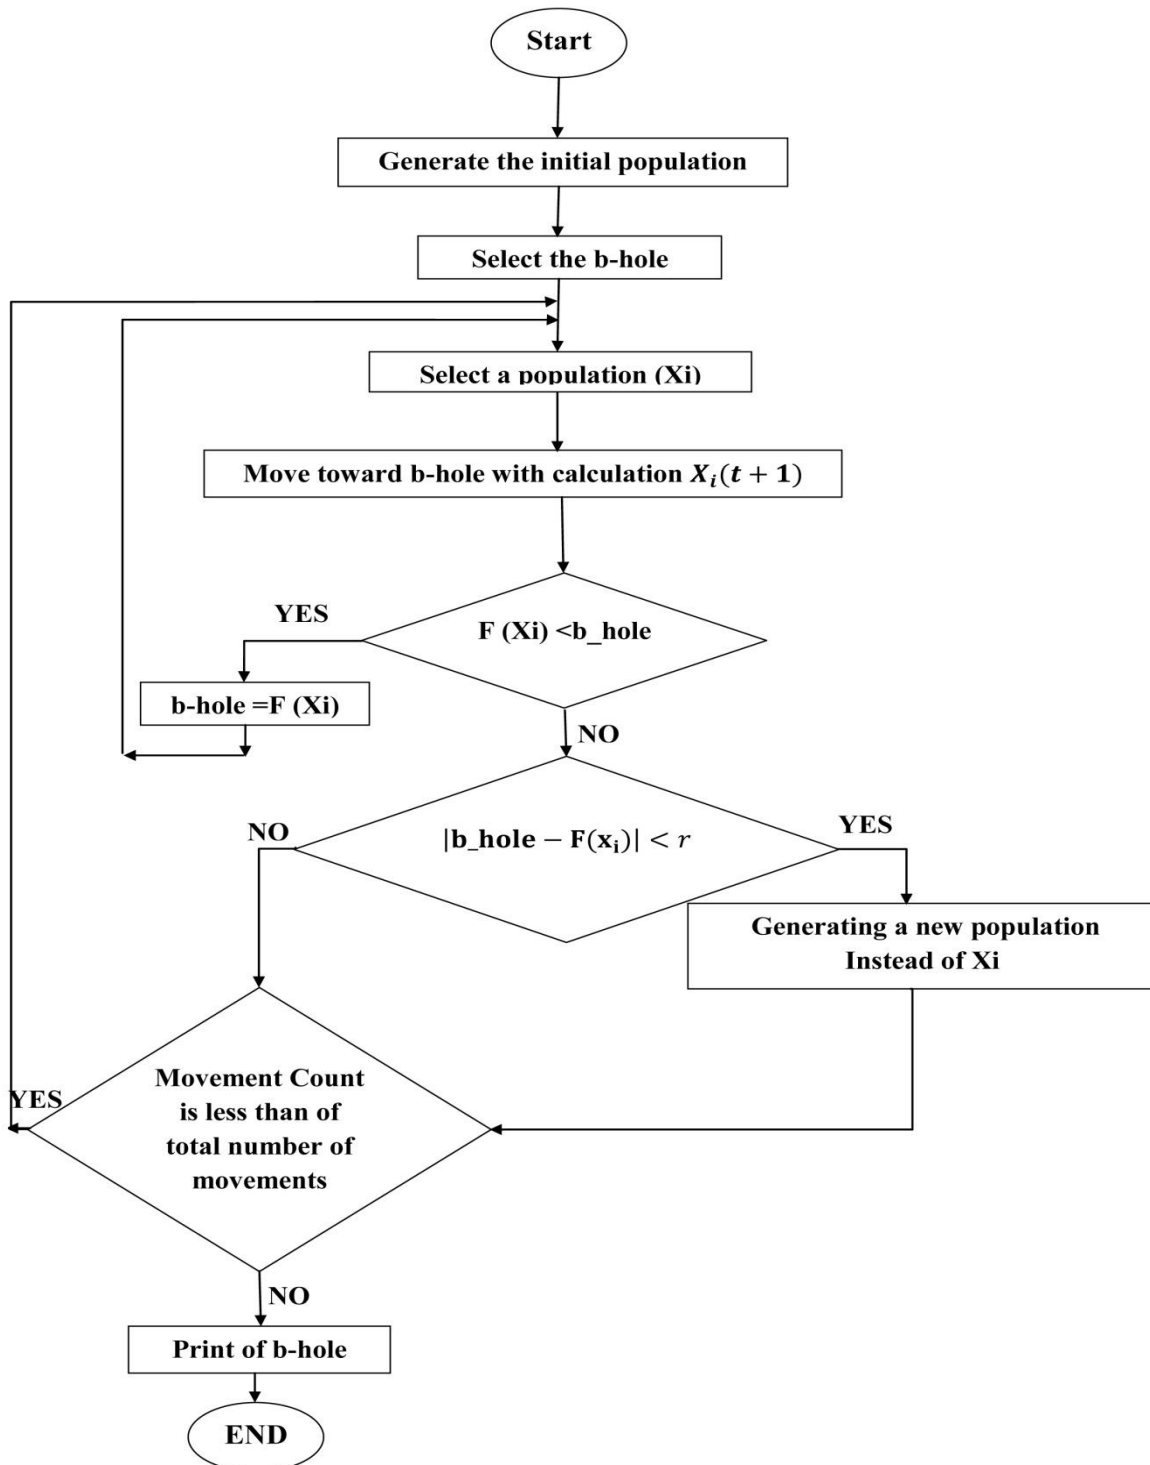 Start
Generate the initial population
Select the b-hole
Select a population (Xi)
Move toward b-hole with calculation 𝑿ᵢ(𝒕 + 𝟏)
F (Xi) <b_hole
YES
b-hole =F (Xi)
NO
|b_hole − F(xᵢ)| < r
NO
YES
Generating a new population
Instead of Xi
Movement Count
is less than of
total number of
movements
YES
NO
Print of b-hole
END